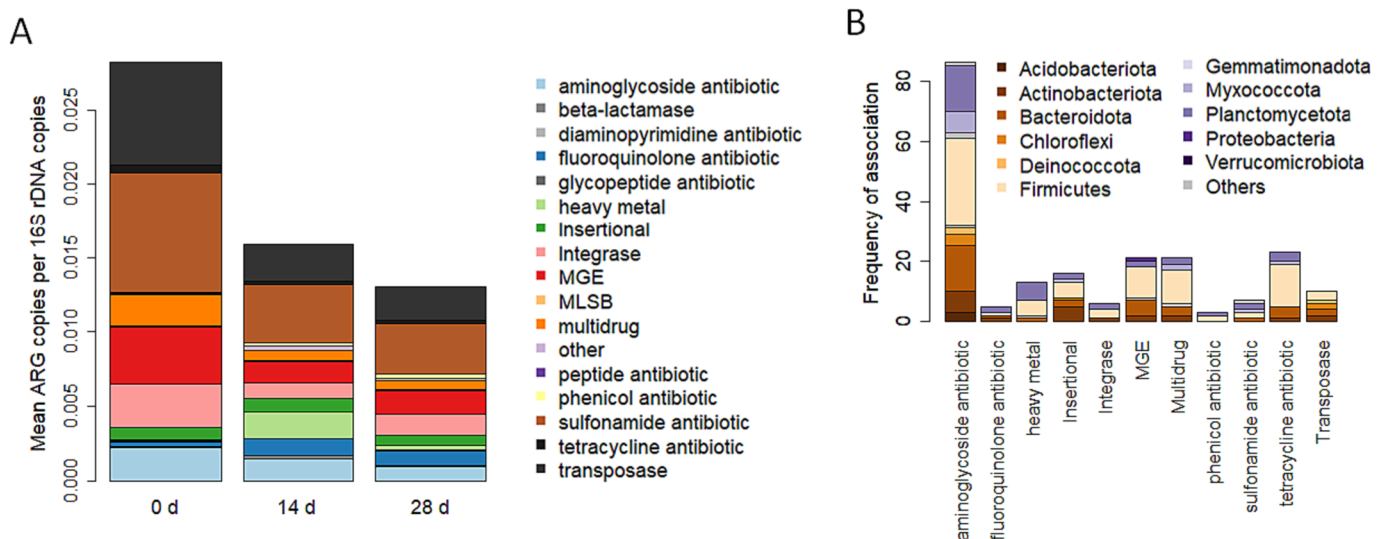 A
Mean ARG copies per 16S rDNA copies
0.025
0.020
0.015
0.010
0.005
0.000
0 d
14 d
28 d
aminoglycoside antibiotic
beta-lactamase
diaminopyrimidine antibiotic
fluoroquinolone antibiotic
glycopeptide antibiotic
heavy metal
Insertional
Integrase
MGE
MLSB
multidrug
other
peptide antibiotic
phenicol antibiotic
sulfonamide antibiotic
tetracycline antibiotic
transposase
B
Frequency of association
80
60
40
20
0
Acidobacteriota
Actinobacteriota
Bacteroidota
Chloroflexi
Deinococcota
Firmicutes
Gemmatimonadota
Myxococcota
Planctomycetota
Proteobacteria
Verrucomicrobiota
Others
aminoglycoside antibiotic
fluoroquinolone antibiotic
heavy metal
Insertional
Integrase
MGE
Multidrug
phenicol antibiotic
sulfonamide antibiotic
tetracycline antibiotic
Transposase